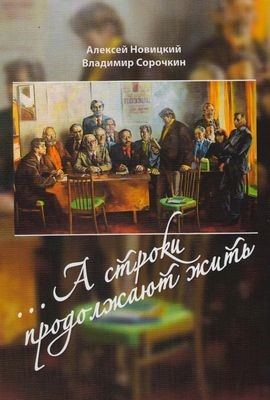 Алексей Новицкий
Владимир Сорочкин
... А строки
продолжают жить